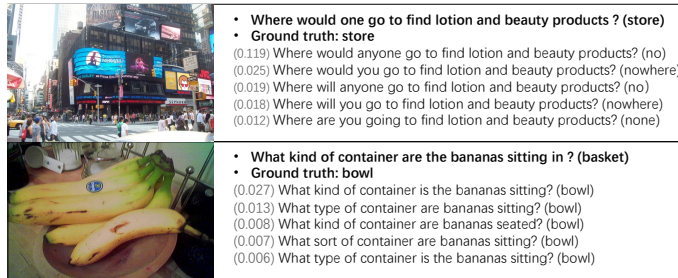 • Where would one go to find lotion and beauty products ? (store)
• Ground truth: store
(0.119) Where would anyone go to find lotion and beauty products? (no)
(0.025) Where would you go to find lotion and beauty products? (nowhere)
(0.019) Where will anyone go to find lotion and beauty products? (no)
(0.018) Where will you go to find lotion and beauty products? (nowhere)
(0.012) Where are you going to find lotion and beauty products? (none)
• What kind of container are the bananas sitting in ? (basket)
• Ground truth: bowl
(0.027) What kind of container is the bananas sitting? (bowl)
(0.013) What type of container are bananas sitting? (bowl)
(0.008) What kind of container are bananas seated? (bowl)
(0.007) What sort of container are bananas sitting? (bowl)
(0.006) What type of container is the bananas sitting? (bowl)